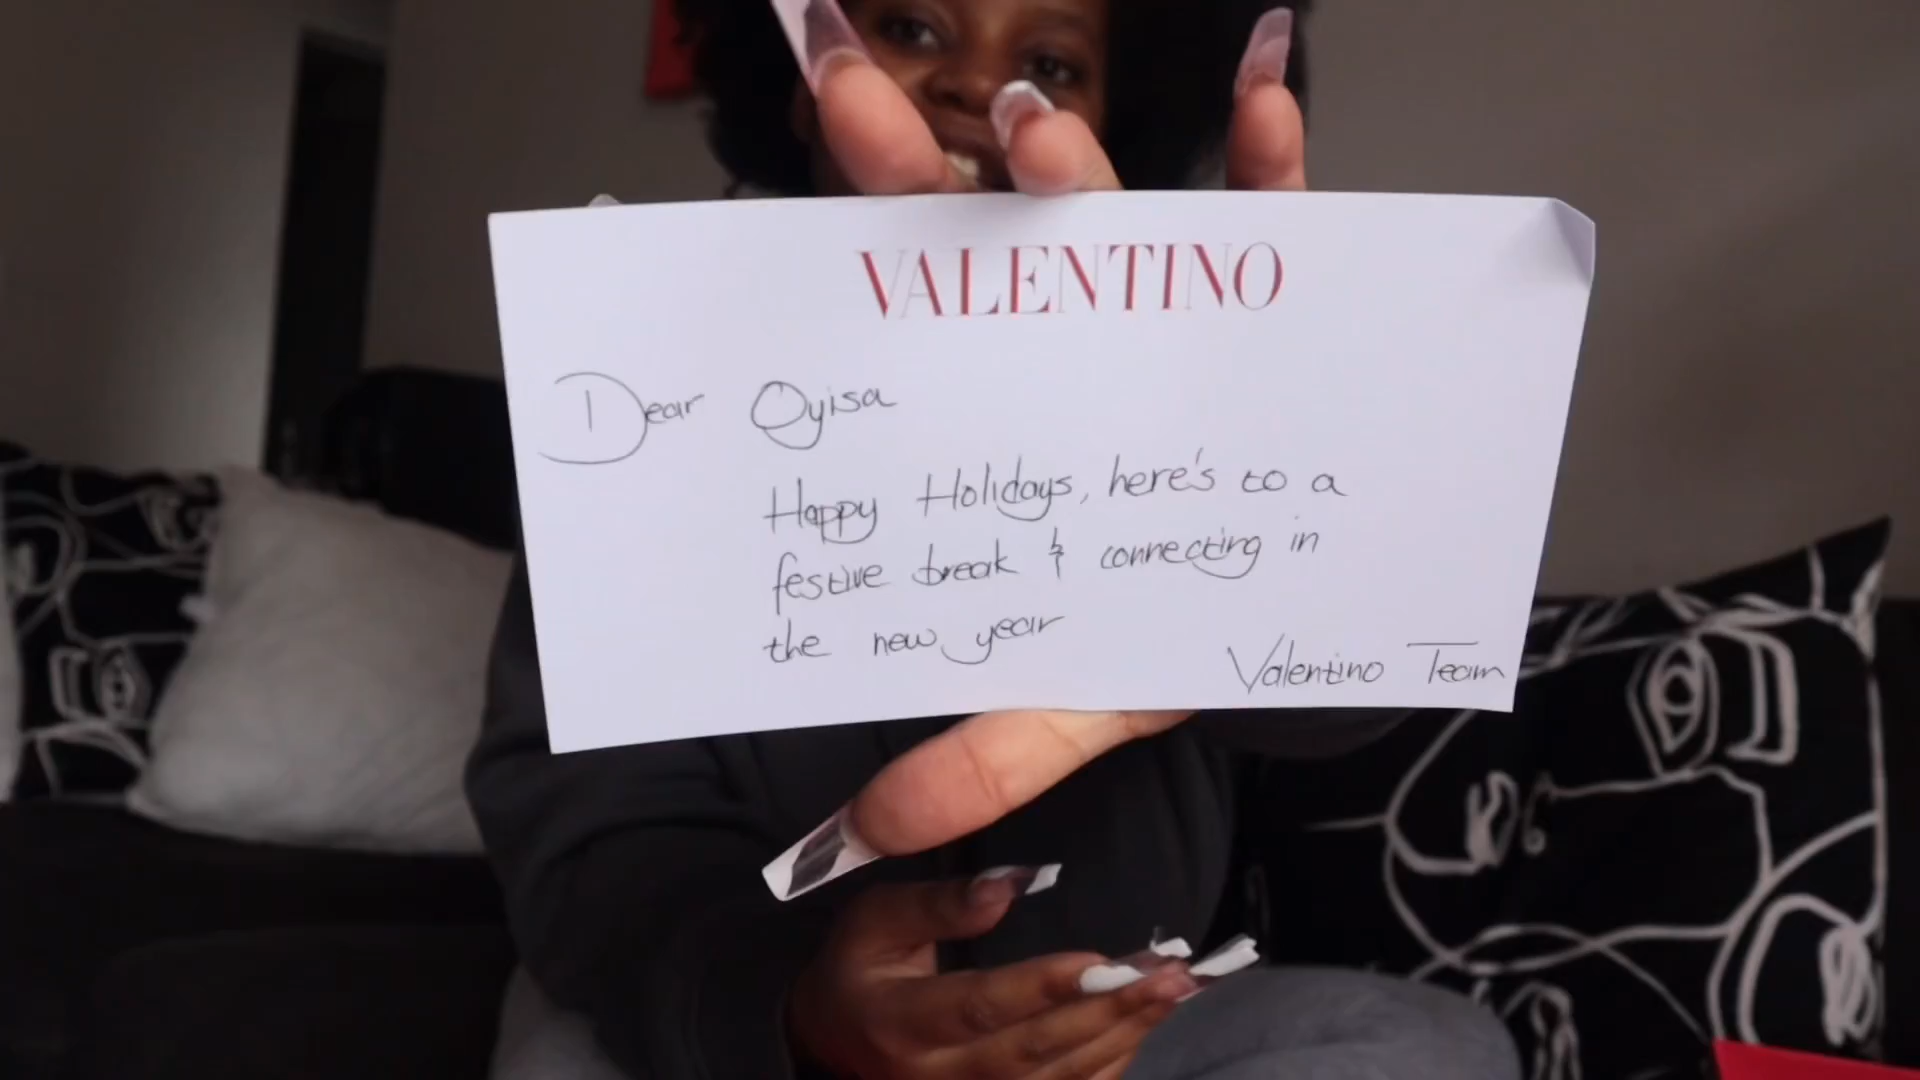 VALENTINO
Dear Oyisa
Happy Holidays, here's to a
festive break & connecting in
the new year
Valentino Team